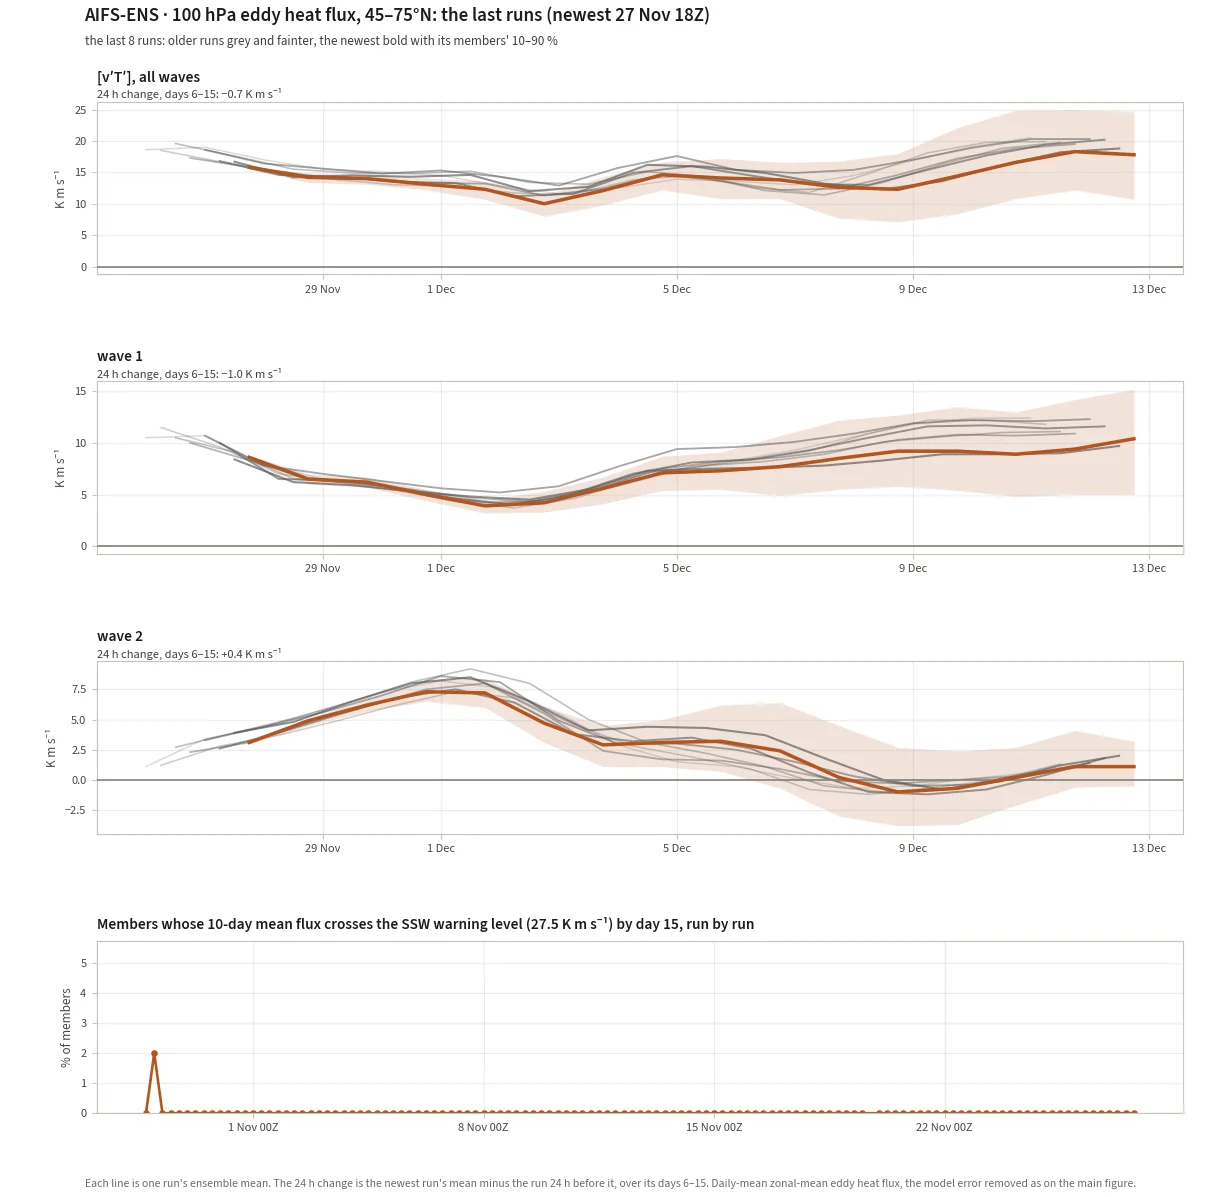 AIFS-ENS · 100 hPa eddy heat flux, 45–75°N: the last runs (newest 27 Nov 18Z)
the last 8 runs: older runs grey and fainter, the newest bold with its members' 10–90 %
[v′T′], all waves
24 h change, days 6–15: −0.7 K m s⁻¹
25
20
15
10
5
0
K m s⁻¹
29 Nov
1 Dec
5 Dec
9 Dec
13 Dec
wave 1
24 h change, days 6–15: −1.0 K m s⁻¹
15
10
5
0
K m s⁻¹
29 Nov
1 Dec
5 Dec
9 Dec
13 Dec
wave 2
24 h change, days 6–15: +0.4 K m s⁻¹
7.5
5.0
2.5
0.0
−2.5
K m s⁻¹
29 Nov
1 Dec
5 Dec
9 Dec
13 Dec
Members whose 10-day mean flux crosses the SSW warning level (27.5 K m s⁻¹) by day 15, run by run
5
4
3
2
1
0
% of members
1 Nov 00Z
8 Nov 00Z
15 Nov 00Z
22 Nov 00Z
Each line is one run's ensemble mean. The 24 h change is the newest run's mean minus the run 24 h before it, over its days 6–15. Daily-mean zonal-mean eddy heat flux, the model error removed as on the main figure.